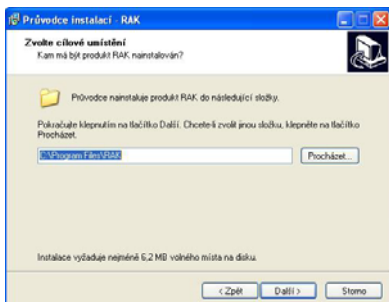 Průvodce instalací - RAK
Zvolte cílové umístění
Kam má být produkt RAK nainstalován?
Průvodce nainstaluje produkt RAK do následující složky.
Pokračujte klepnutím na tlačítko Další. Chcete-li zvolit jinou složku, klepněte na tlačítko
Procházet.
C:\Program Files\RAK
Procházet...
Instalace vyžaduje nejméně 6,2 MB volného místa na disku.
< Zpět
Další >
Storno